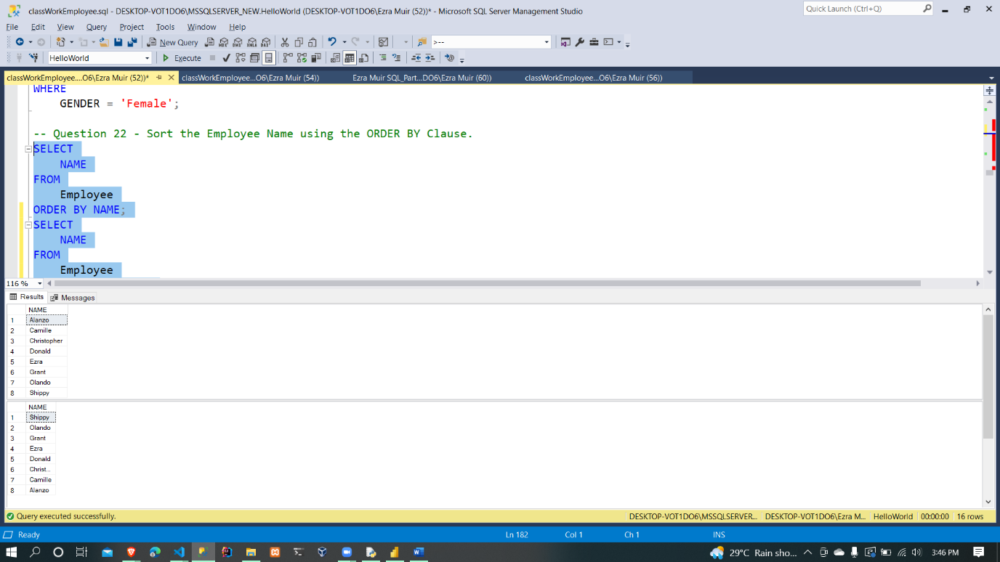 classWorkEmployee.sql - DESKTOP-VOT1DO6\MSSQLSERVER_NEW.HelloWorld (DESKTOP-VOT1DO6\Ezra Muir (52))* - Microsoft SQL Server Management Studio
Quick Launch (Ctrl+Q)
File Edit View Query Project Tools Window Help
New Query MDX DMX XMLA DAX >--
HelloWorld Execute
classWorkEmployee....O6\Ezra Muir (52))* classWorkEmployee...O6\Ezra Muir (54)) Ezra Muir SQL_Part...DO6\Ezra Muir (60)) classWorkEmployee...O6\Ezra Muir (56))
WHERE
GENDER = 'Female';
-- Question 22 - Sort the Employee Name using the ORDER BY Clause.
SELECT
NAME
FROM
Employee
ORDER BY NAME;
SELECT
NAME
FROM
Employee
116 %
Results Messages
NAME
1 Alanzo
2 Camille
3 Christopher
4 Donald
5 Ezra
6 Grant
7 Olando
8 Shippy
NAME
1 Shippy
2 Olando
3 Grant
4 Ezra
5 Donald
6 Christ...
7 Camille
8 Alanzo
Query executed successfully. DESKTOP-VOT1DO6\MSSQLSERVER... DESKTOP-VOT1DO6\Ezra M... HelloWorld 00:00:00 16 rows
Ready Ln 182 Col 1 Ch 1 INS
29°C Rain sho... 3:46 PM